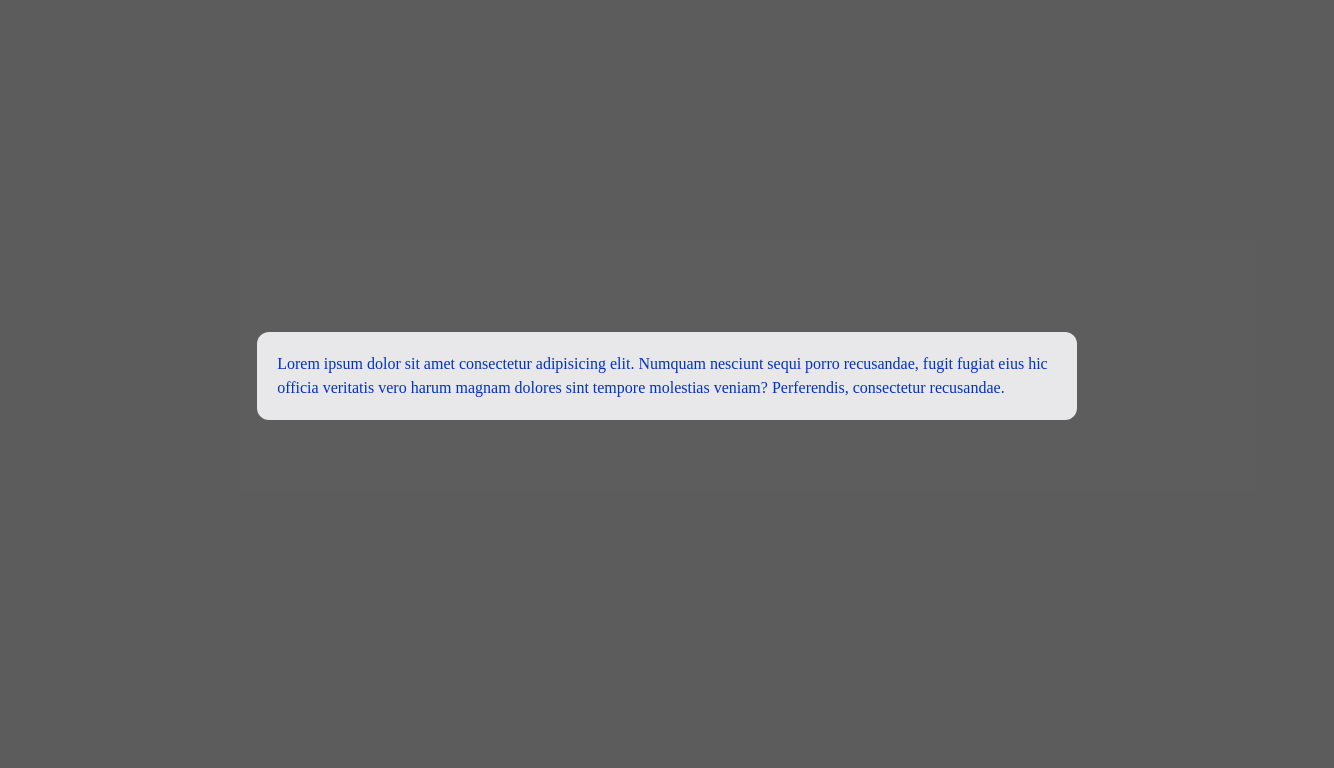 Lorem ipsum dolor sit amet consectetur adipisicing elit. Numquam nesciunt sequi porro recusandae, fugit fugiat eius hic
officia veritatis vero harum magnam dolores sint tempore molestias veniam? Perferendis, consectetur recusandae.